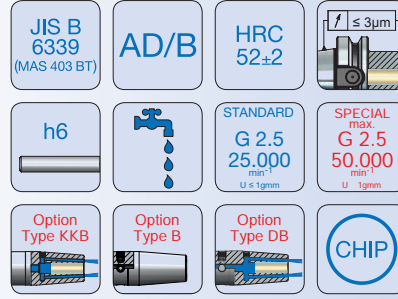 JIS B
6339
(MAS 403 BT)
AD/B
HRC
52±2
≤ 3µm
h6
STANDARD
G 2.5
25.000
min⁻¹
U ≤ 1gmm
SPECIAL
max.
G 2.5
50.000
min⁻¹
U 1gmm
Option
Type KKB
Option
Type B
Option
Type DB
CHIP